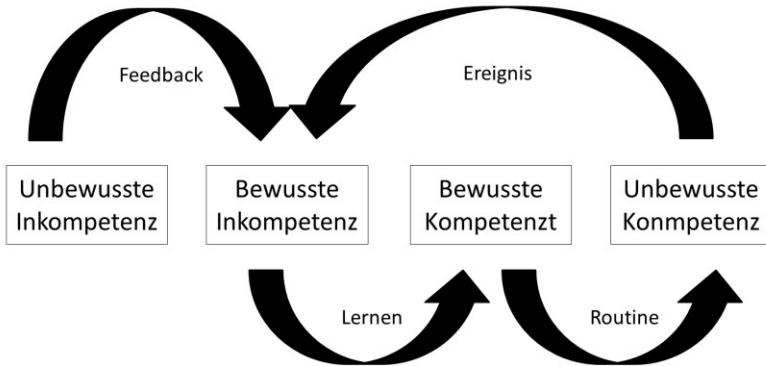 Feedback
Ereignis
Unbewusste
Inkompetenz
Bewusste
Inkompetenz
Bewusste
Kompetenzt
Unbewusste
Konmpetenz
Lernen
Routine